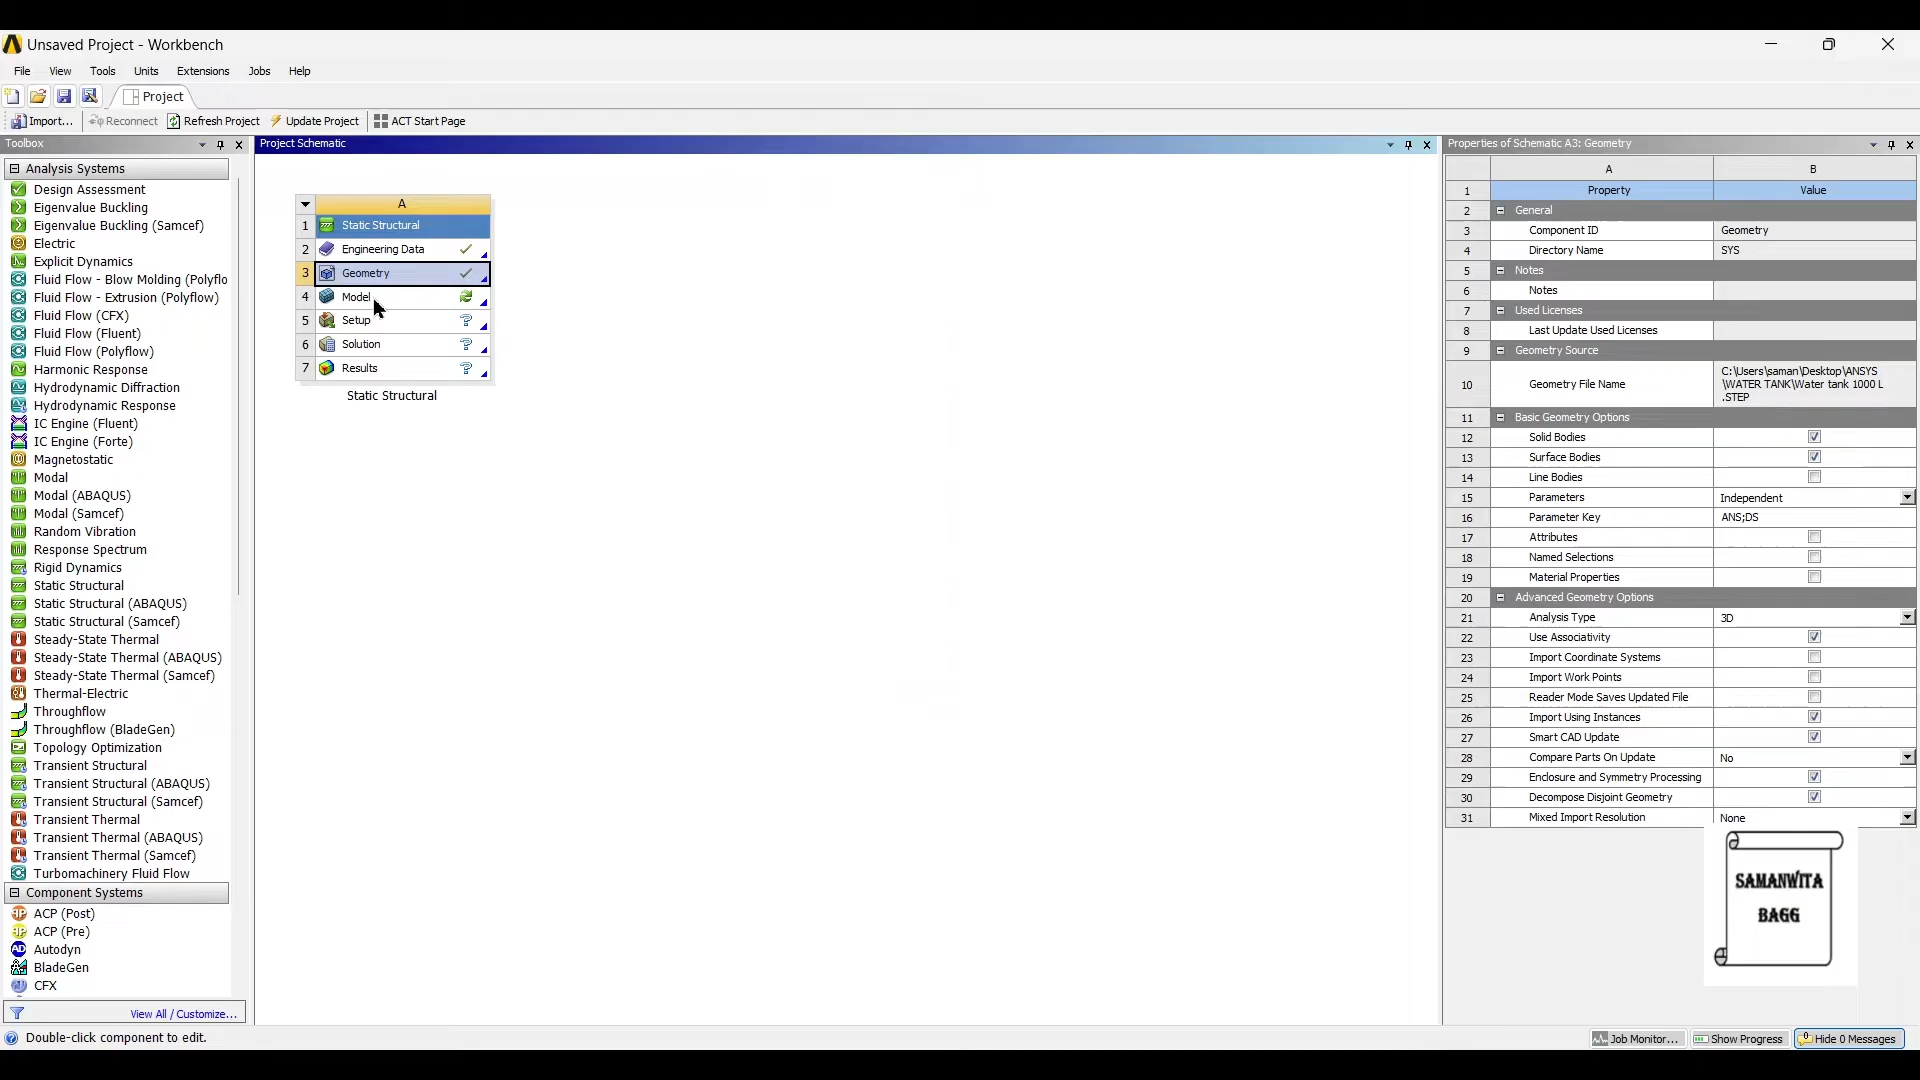 Unsaved Project - Workbench
File View Tools Units Extensions Jobs Help
Project
Import... Reconnect Refresh Project Update Project ACT Start Page
Toolbox
Analysis Systems
Design Assessment
Eigenvalue Buckling
Eigenvalue Buckling (Samcef)
Electric
Explicit Dynamics
Fluid Flow - Blow Molding (Polyflo
Fluid Flow - Extrusion (Polyflow)
Fluid Flow (CFX)
Fluid Flow (Fluent)
Fluid Flow (Polyflow)
Harmonic Response
Hydrodynamic Diffraction
Hydrodynamic Response
IC Engine (Fluent)
IC Engine (Forte)
Magnetostatic
Modal
Modal (ABAQUS)
Modal (Samcef)
Random Vibration
Response Spectrum
Rigid Dynamics
Static Structural
Static Structural (ABAQUS)
Static Structural (Samcef)
Steady-State Thermal
Steady-State Thermal (ABAQUS)
Steady-State Thermal (Samcef)
Thermal-Electric
Throughflow
Throughflow (BladeGen)
Topology Optimization
Transient Structural
Transient Structural (ABAQUS)
Transient Structural (Samcef)
Transient Thermal
Transient Thermal (ABAQUS)
Transient Thermal (Samcef)
Turbomachinery Fluid Flow
Component Systems
ACP (Post)
ACP (Pre)
Autodyn
BladeGen
CFX
View All / Customize...
Project Schematic
A
1 Static Structural
2 Engineering Data
3 Geometry
4 Model
5 Setup
6 Solution
7 Results
Static Structural
Properties of Schematic A3: Geometry
A B
1 Property Value
2 General
3 Component ID Geometry
4 Directory Name SYS
5 Notes
6 Notes
7 Used Licenses
8 Last Update Used Licenses
9 Geometry Source
10 Geometry File Name C:\Users\saman\Desktop\ANSYS
\WATER TANK\Water tank 1000 L
.STEP
11 Basic Geometry Options
12 Solid Bodies
13 Surface Bodies
14 Line Bodies
15 Parameters Independent
16 Parameter Key ANS;DS
17 Attributes
18 Named Selections
19 Material Properties
20 Advanced Geometry Options
21 Analysis Type 3D
22 Use Associativity
23 Import Coordinate Systems
24 Import Work Points
25 Reader Mode Saves Updated File
26 Import Using Instances
27 Smart CAD Update
28 Compare Parts On Update No
29 Enclosure and Symmetry Processing
30 Decompose Disjoint Geometry
31 Mixed Import Resolution None
SAMANWITA
BAGG
Double-click component to edit.
Job Monitor... Show Progress Hide 0 Messages